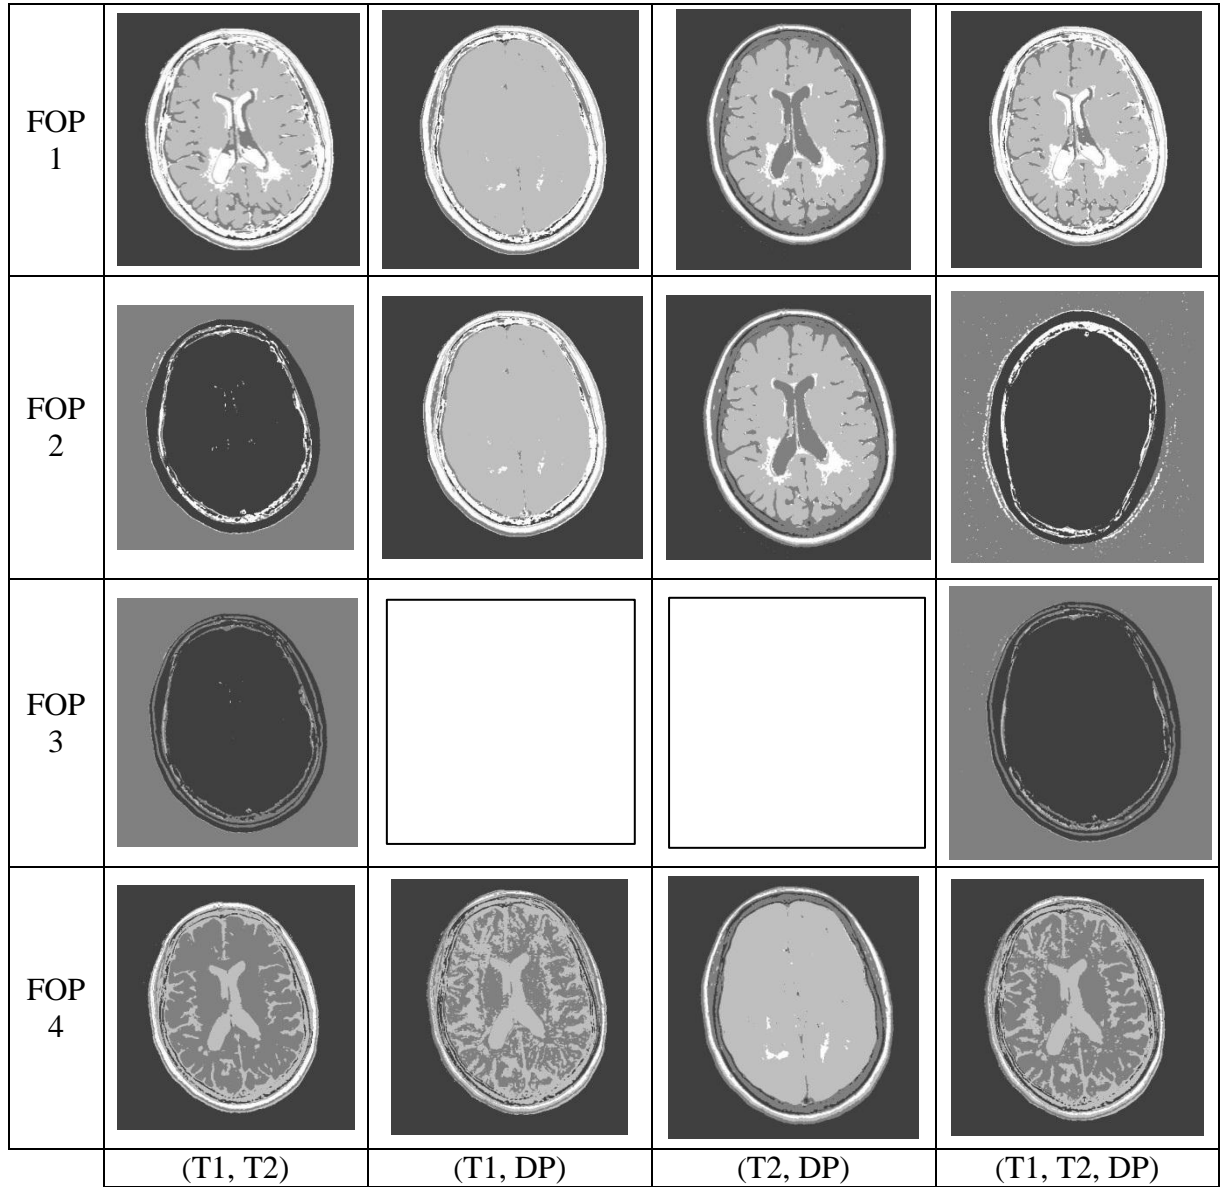 FOP
1
FOP
2
FOP
3
FOP
4
(T1, T2)
(T1, DP)
(T2, DP)
(T1, T2, DP)